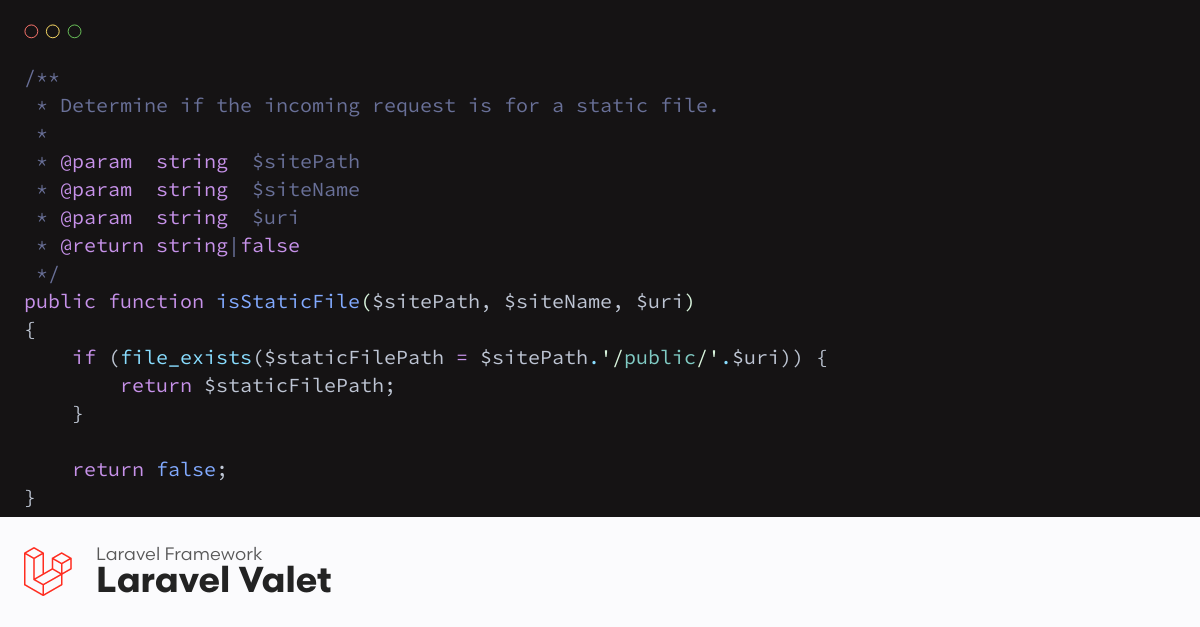 /**
 * Determine if the incoming request is for a static file.
 *
 * @param  string  $sitePath
 * @param  string  $siteName
 * @param  string  $uri
 * @return string|false
 */
public function isStaticFile($sitePath, $siteName, $uri)
{
    if (file_exists($staticFilePath = $sitePath.'/public/'.$uri)) {
        return $staticFilePath;
    }

    return false;
}
Laravel Framework
Laravel Valet